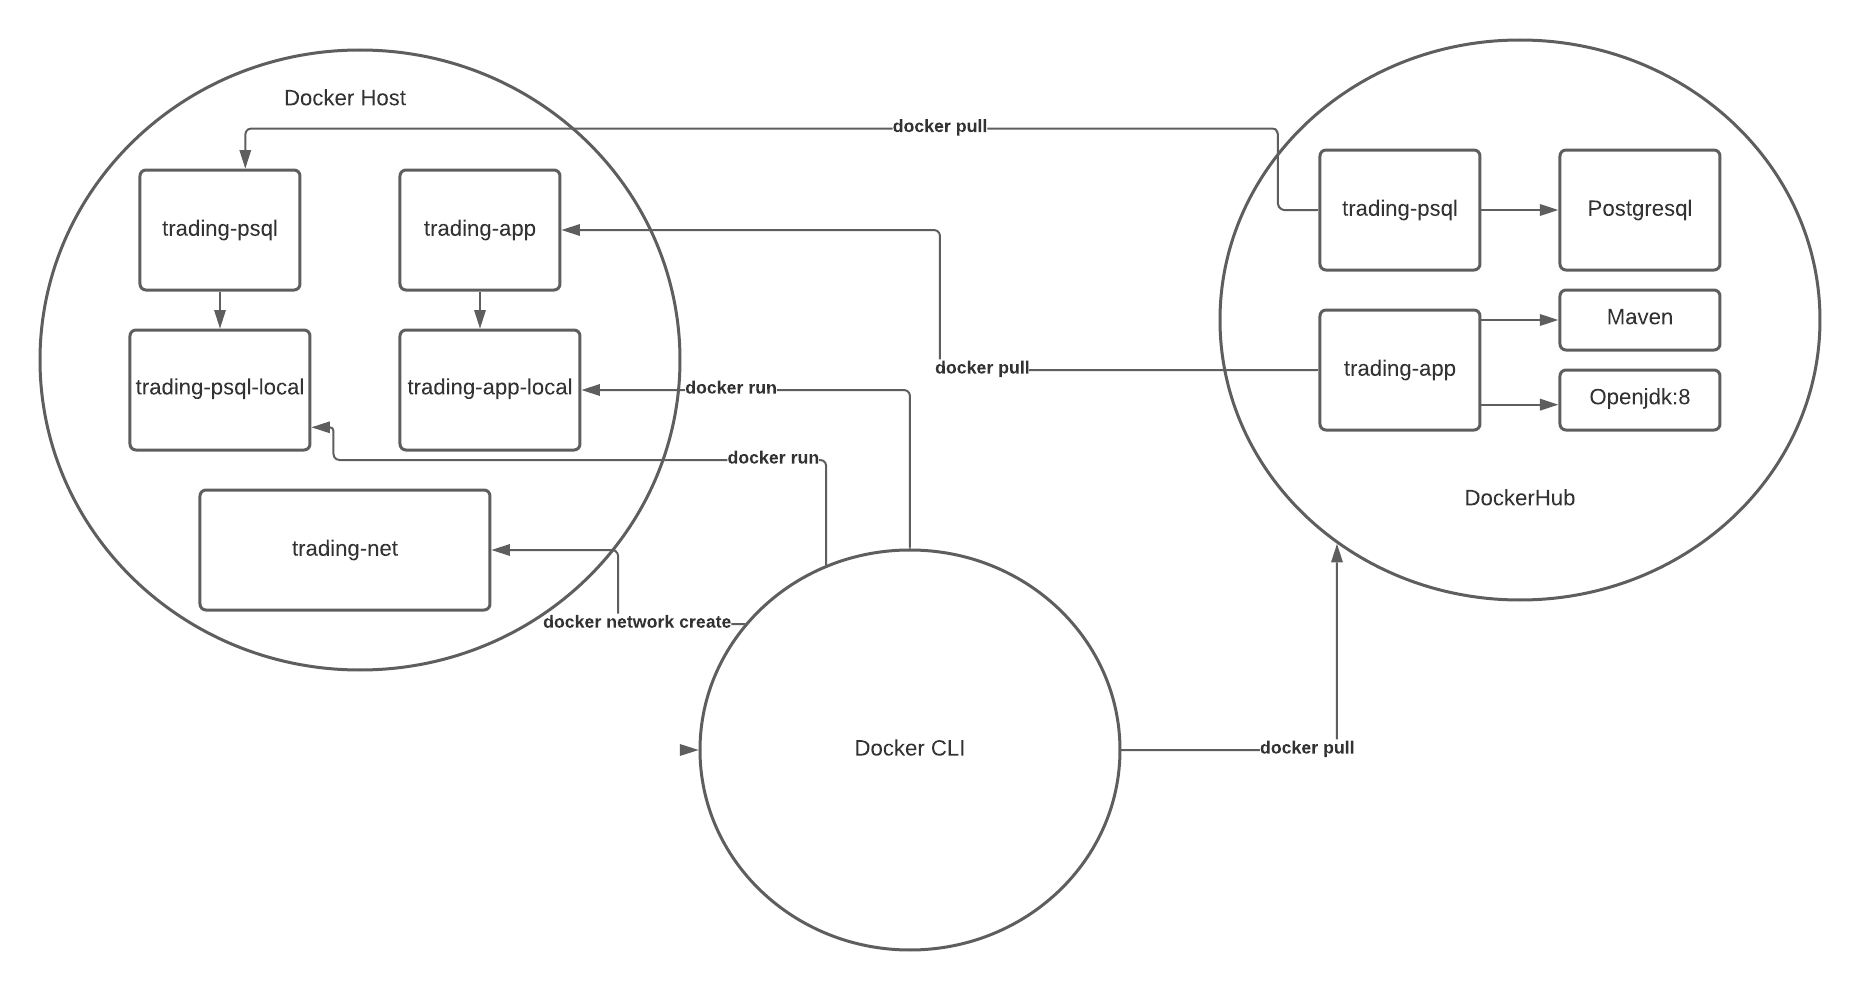 Docker Host
docker pull
trading-psql
trading-app
trading-psql
Postgresql
Maven
docker pull
trading-app
trading-psql-local
trading-app-local
docker run
Openjdk:8
docker run
DockerHub
trading-net
docker network create
Docker CLI
docker pull